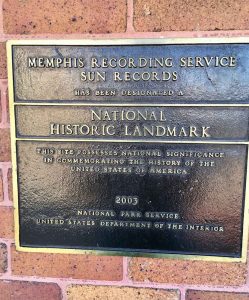 MEMPHIS RECORDING SERVICE
SUN RECORDS
HAS BEEN DESIGNATED A
NATIONAL
HISTORIC LANDMARK
THIS SITE POSSESSES NATIONAL SIGNIFICANCE
IN COMMEMORATING THE HISTORY OF THE
UNITED STATES OF AMERICA
2003
NATIONAL PARK SERVICE
UNITED STATES DEPARTMENT OF THE INTERIOR